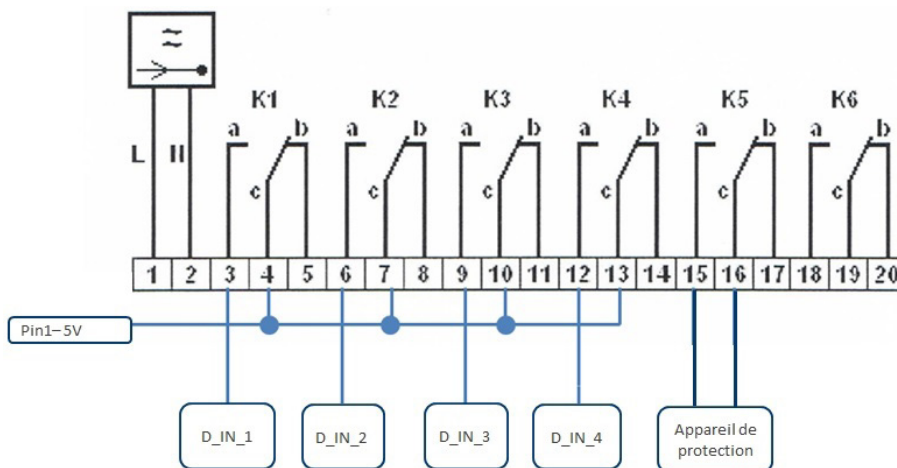 K1 K2 K3 K4 K5 K6
a b a b a b a b a b a b
L II
c c c c c c
1 2 3 4 5 6 7 8 9 10 11 12 13 14 15 16 17 18 19 20
Pin1–5V
D_IN_1 D_IN_2 D_IN_3 D_IN_4 Appareil de
protection